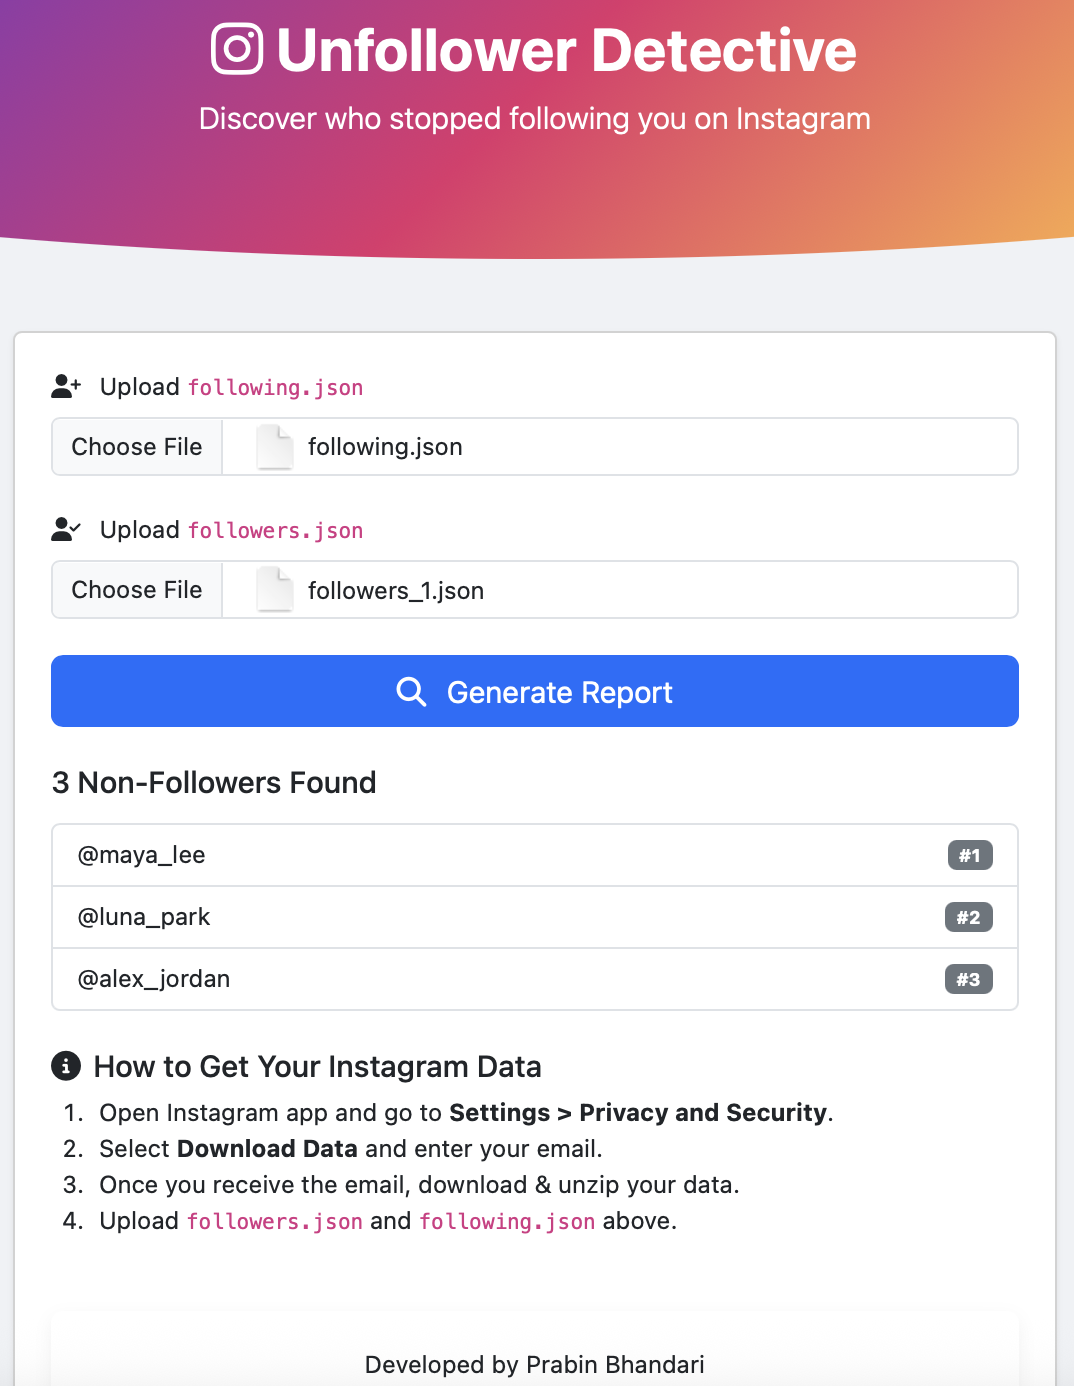 Unfollower Detective
Discover who stopped following you on Instagram
Upload following.json
Choose File following.json
Upload followers.json
Choose File followers_1.json
Generate Report
3 Non-Followers Found
@maya_lee #1
@luna_park #2
@alex_jordan #3
How to Get Your Instagram Data
1. Open Instagram app and go to Settings > Privacy and Security.
2. Select Download Data and enter your email.
3. Once you receive the email, download & unzip your data.
4. Upload followers.json and following.json above.
Developed by Prabin Bhandari